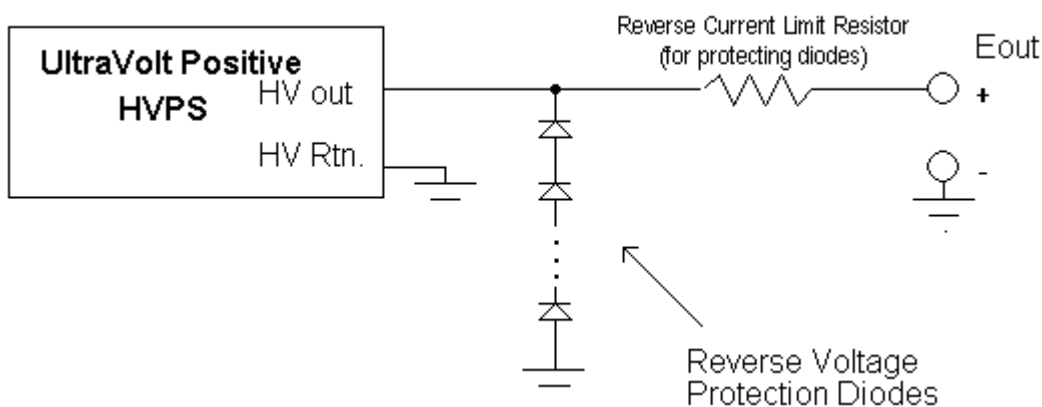 UltraVolt Positive
HVPS
HV out
HV Rtn.
Reverse Current Limit Resistor
(for protecting diodes)
Eout
+
-
Reverse Voltage
Protection Diodes